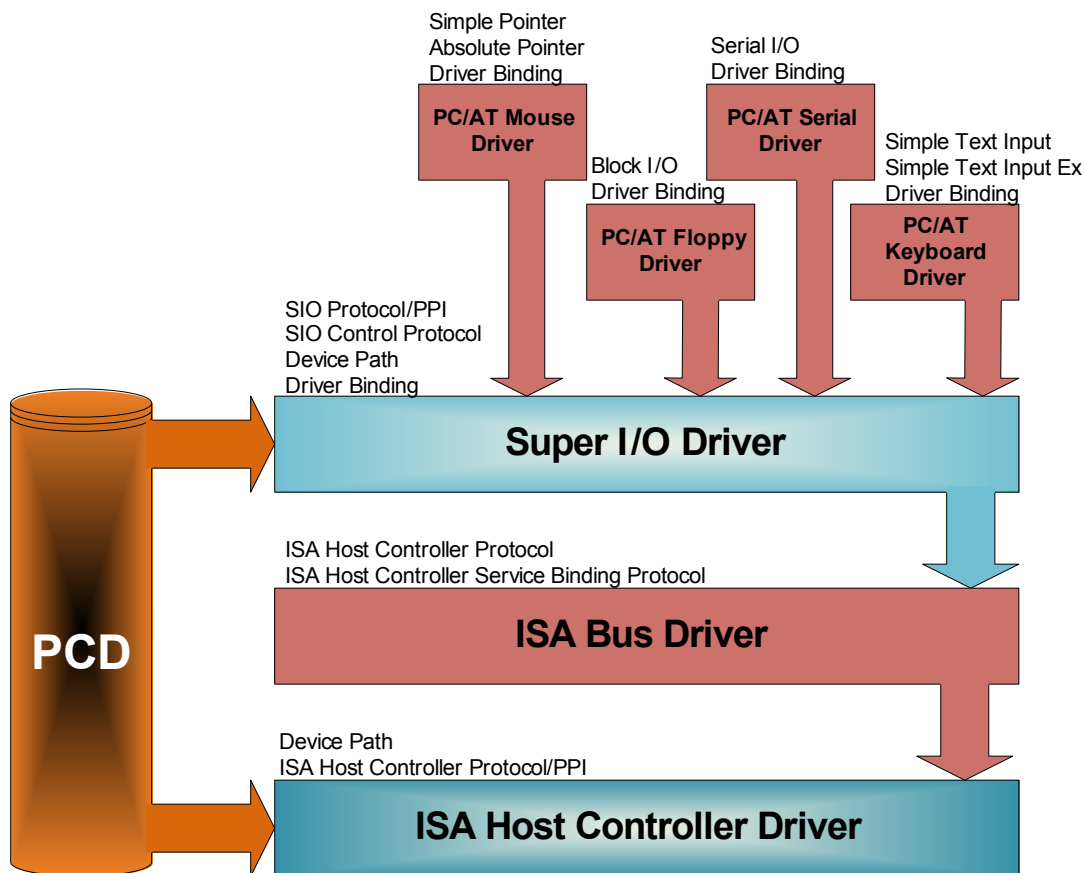 Simple Pointer
Absolute Pointer
Driver Binding
PC/AT Mouse
Driver
Serial I/O
Driver Binding
PC/AT Serial
Driver
Block I/O
Driver Binding
PC/AT Floppy
Driver
Simple Text Input
Simple Text Input Ex
Driver Binding
PC/AT
Keyboard
Driver
SIO Protocol/PPI
SIO Control Protocol
Device Path
Driver Binding
Super I/O Driver
ISA Host Controller Protocol
ISA Host Controller Service Binding Protocol
ISA Bus Driver
PCD
Device Path
ISA Host Controller Protocol/PPI
ISA Host Controller Driver